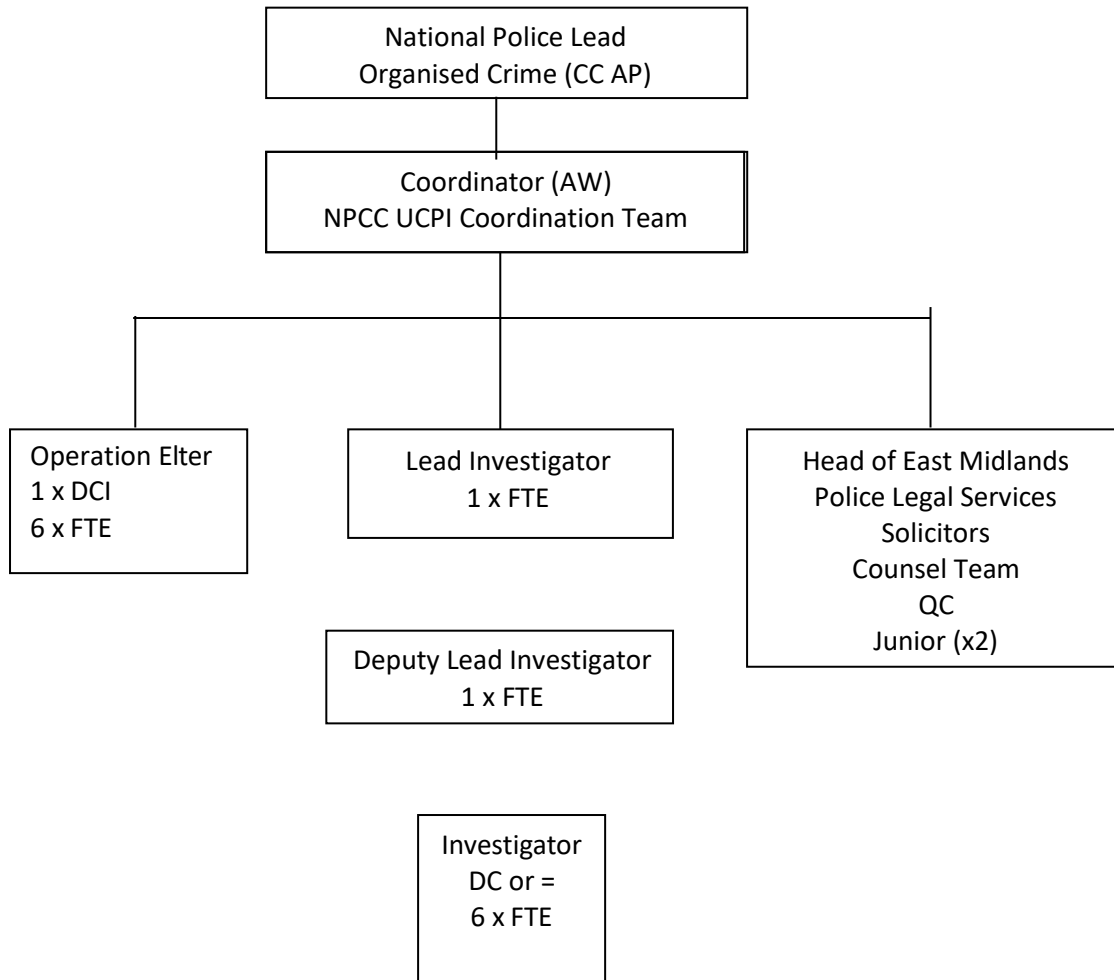 National Police Lead
Organised Crime (CC AP)
Coordinator (AW)
NPCC UCPI Coordination Team
Operation Elter
1 x DCI
6 x FTE
Lead Investigator
1 x FTE
Head of East Midlands
Police Legal Services
Solicitors
Counsel Team
QC
Junior (x2)
Deputy Lead Investigator
1 x FTE
Investigator
DC or =
6 x FTE